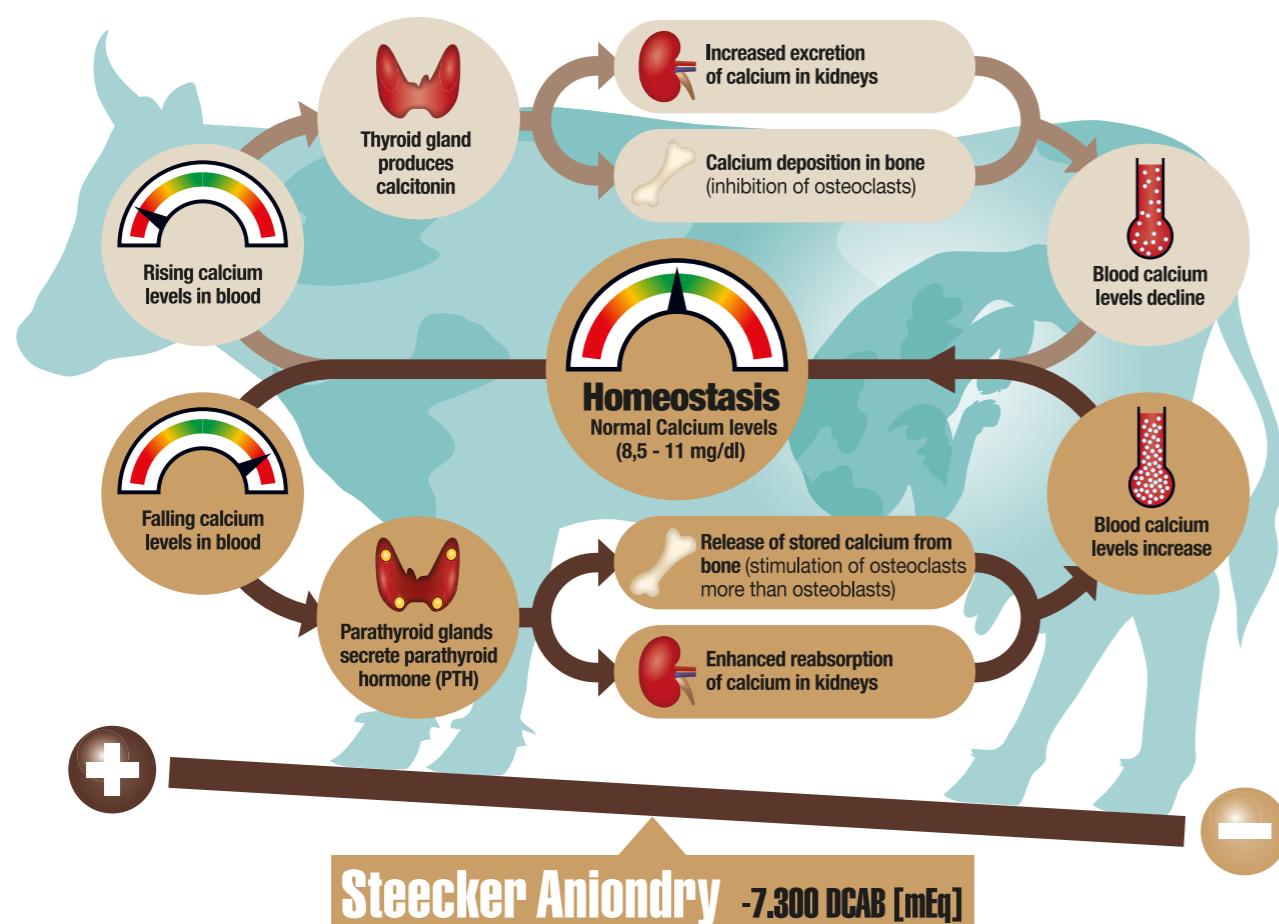 Thyroid gland
produces
calcitonin
Increased excretion
of calcium in kidneys
Calcium deposition in bone
(inhibition of osteoclasts)
Rising calcium
levels in blood
Blood calcium
levels decline
Homeostasis
Normal Calcium levels
(8,5 - 11 mg/dl)
Falling calcium
levels in blood
Blood calcium
levels increase
Parathyroid glands
secrete parathyroid
hormone (PTH)
Release of stored calcium from
bone (stimulation of osteoclasts
more than osteoblasts)
Enhanced reabsorption
of calcium in kidneys
+
−
Steecker Aniondry -7.300 DCAB [mEq]